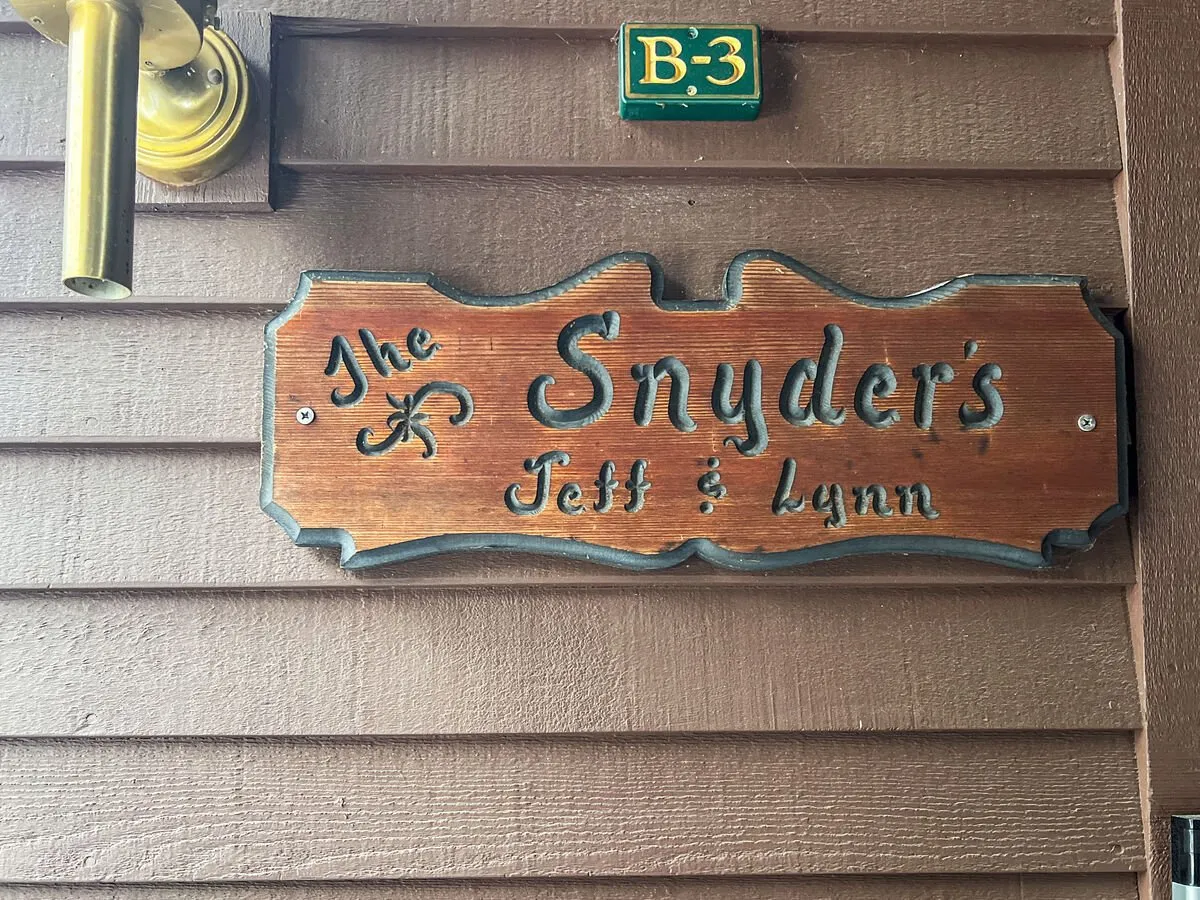 B-3
The Snyder's
Jeff & Lynn